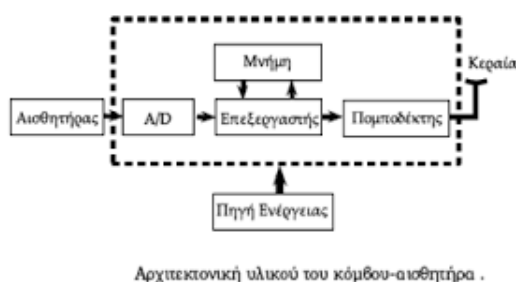 Μνήμη
Κεραία
Αισθητήρας
A/D
Επεξεργαστής
Πομποδέκτης
Πηγή Ενέργειας
Αρχιτεκτονική υλικού του κόμβου-αισθητήρα .